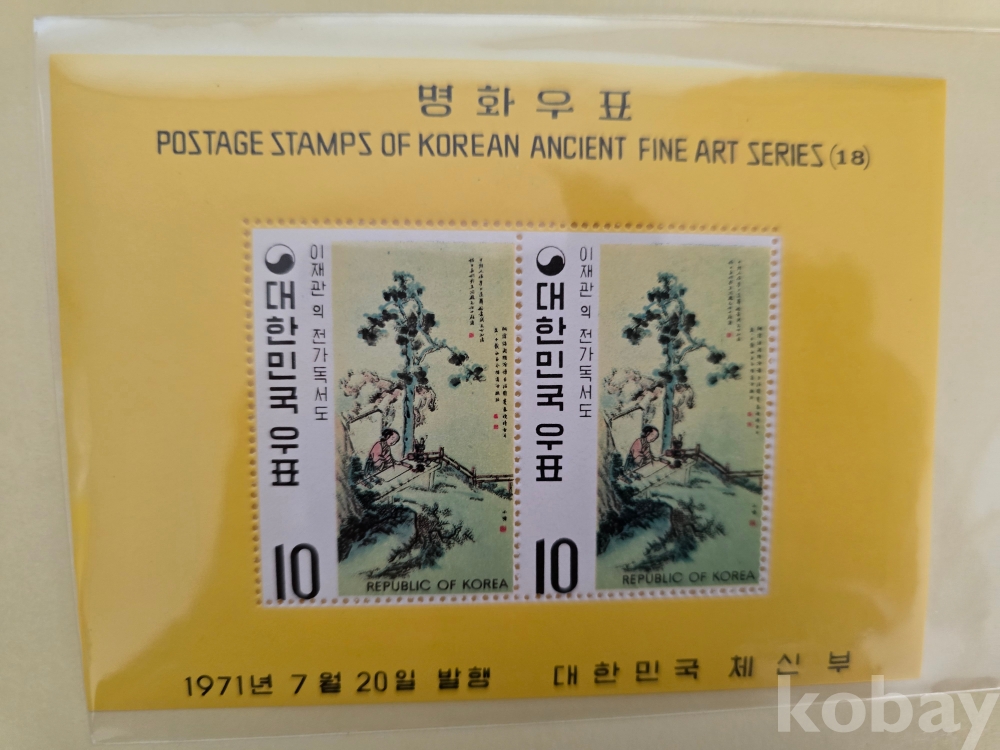 병화우표
POSTAGE STAMPS OF KOREAN ANCIENT FINE ART SERIES (18)
대한민국 우표
이재관의 전가독서도
10
REPUBLIC OF KOREA
대한민국 우표
이재관의 전가독서도
10
REPUBLIC OF KOREA
1971년 7월 20일 발행
대한민국 체신부
kobay